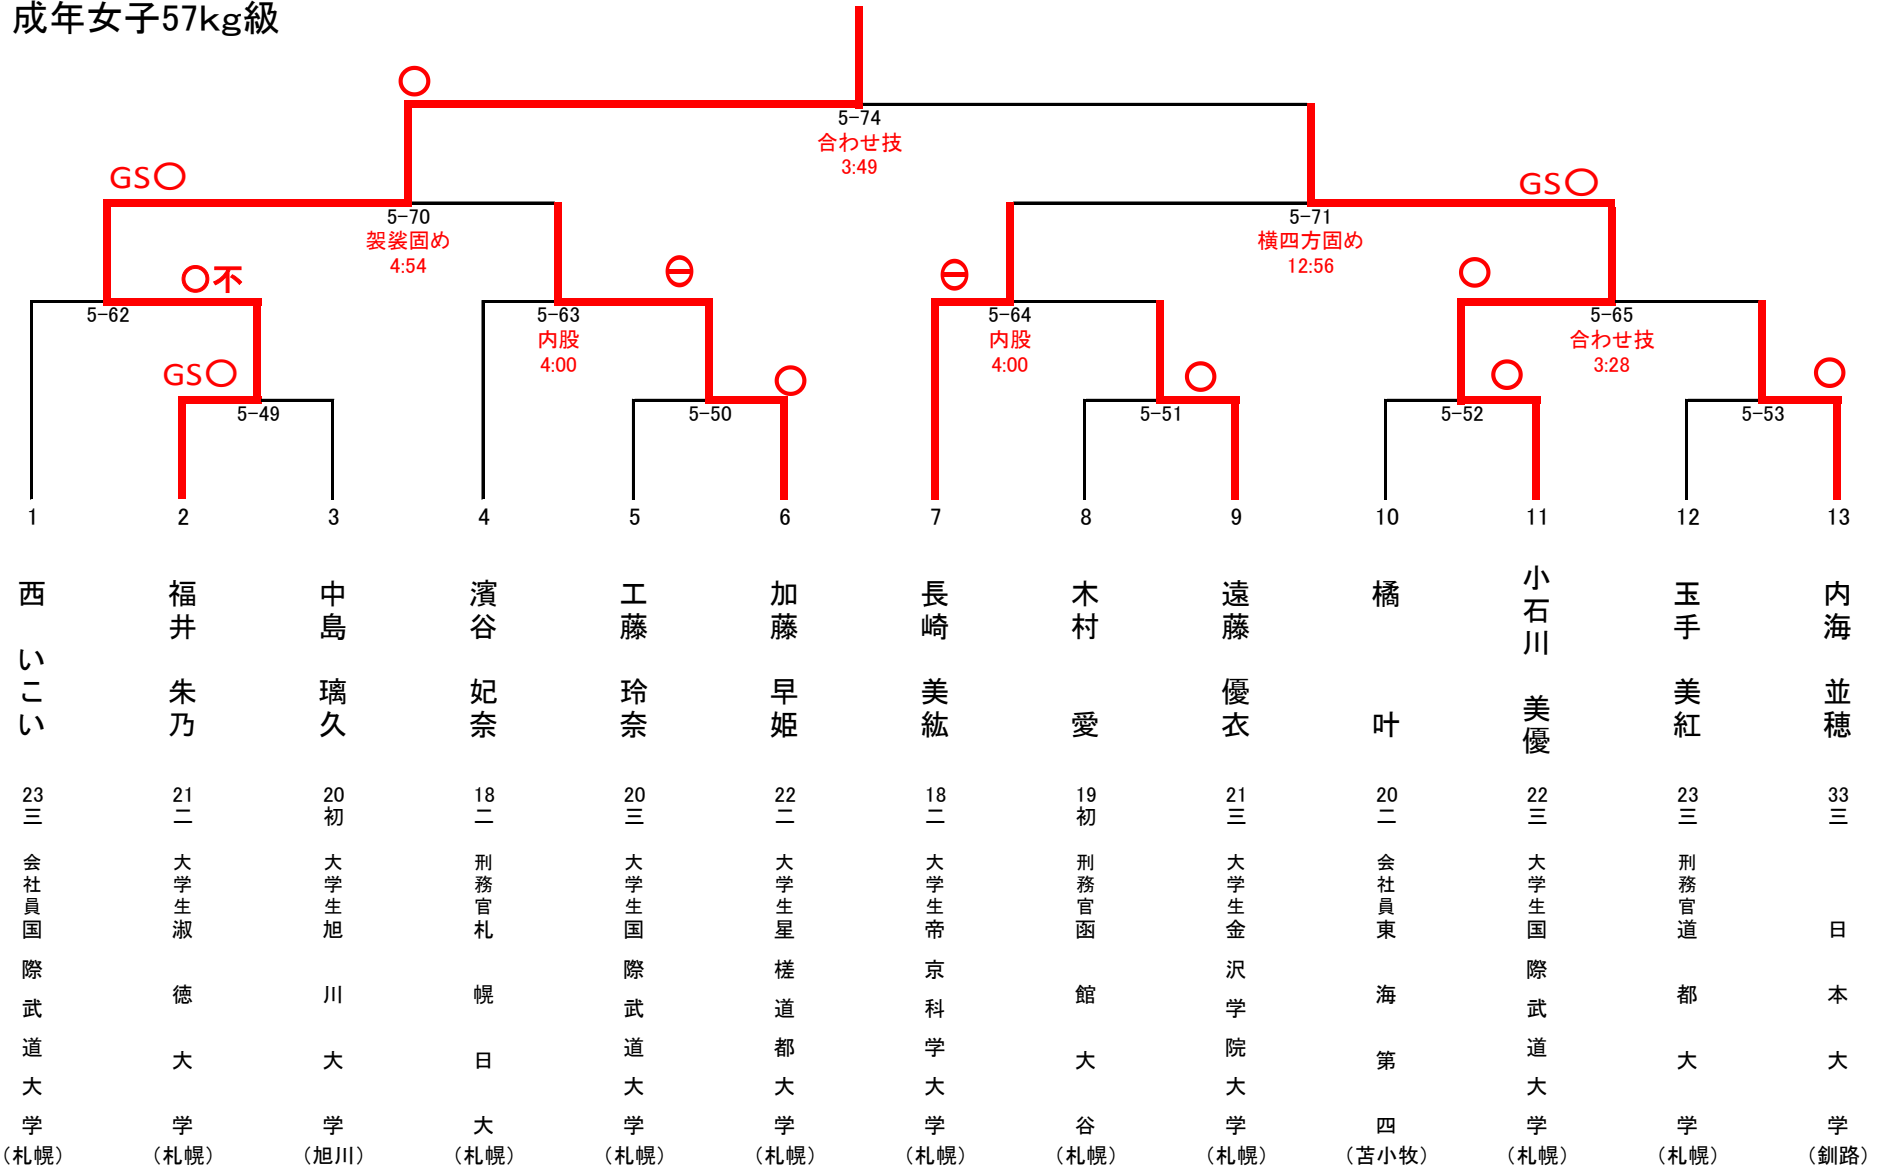 成年女子57kg級
○
5-74
合わせ技
3:49
GS○
GS○
5-70
袈裟固め
4:54
5-71
横四方固め
12:56
○不
⊖
⊖
○
5-62
5-63
内股
4:00
5-64
内股
4:00
5-65
合わせ技
3:28
GS○
○
○
○
○
5-49
5-50
5-51
5-52
5-53
1 2 3 4 5 6 7 8 9 10 11 12 13
西 いこい
福井 朱乃
中島 璃久
濱谷 妃奈
工藤 玲奈
加藤 早姫
長崎 美紘
木村 愛
遠藤 優衣
橘 叶
小石川 美優
玉手 美紅
内海 並穂
23 21 20 18 20 22 18 19 21 20 22 23 33
三 二 初 二 三 二 二 初 三 二 三 三 三
会社員
大学生
大学生
刑務官
大学生
大学生
大学生
刑務官
大学生
会社員
大学生
刑務官
国際武道大学
淑徳大学
旭川大学
札幌日大
国際武道大学
星槎道都大学
帝京科学大学
函館大谷
金沢学院大学
東海第四
国際武道大学
道都大学
日本大学
(札幌) (札幌) (旭川) (札幌) (札幌) (札幌) (札幌) (札幌) (札幌) (苫小牧) (札幌) (札幌) (釧路)